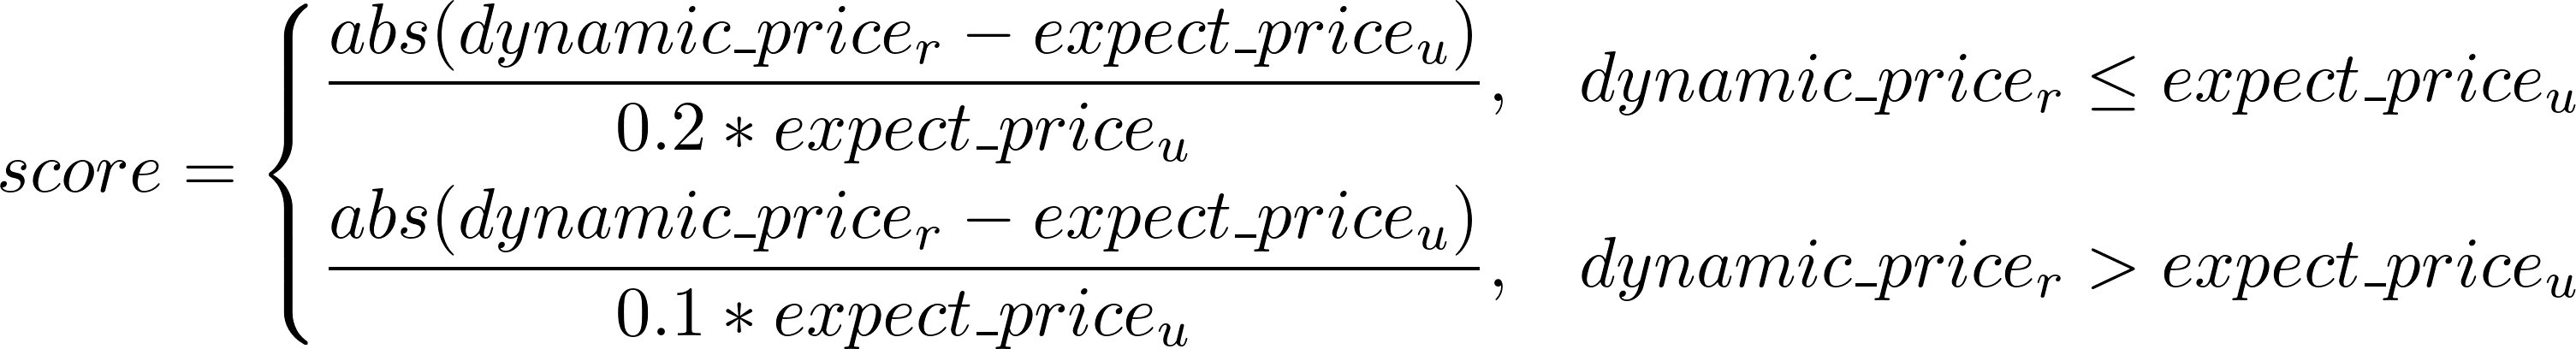 score = { abs(dynamic_price_r − expect_price_u) / 0.2 * expect_price_u , dynamic_price_r ≤ expect_price_u
abs(dynamic_price_r − expect_price_u) / 0.1 * expect_price_u , dynamic_price_r > expect_price_u